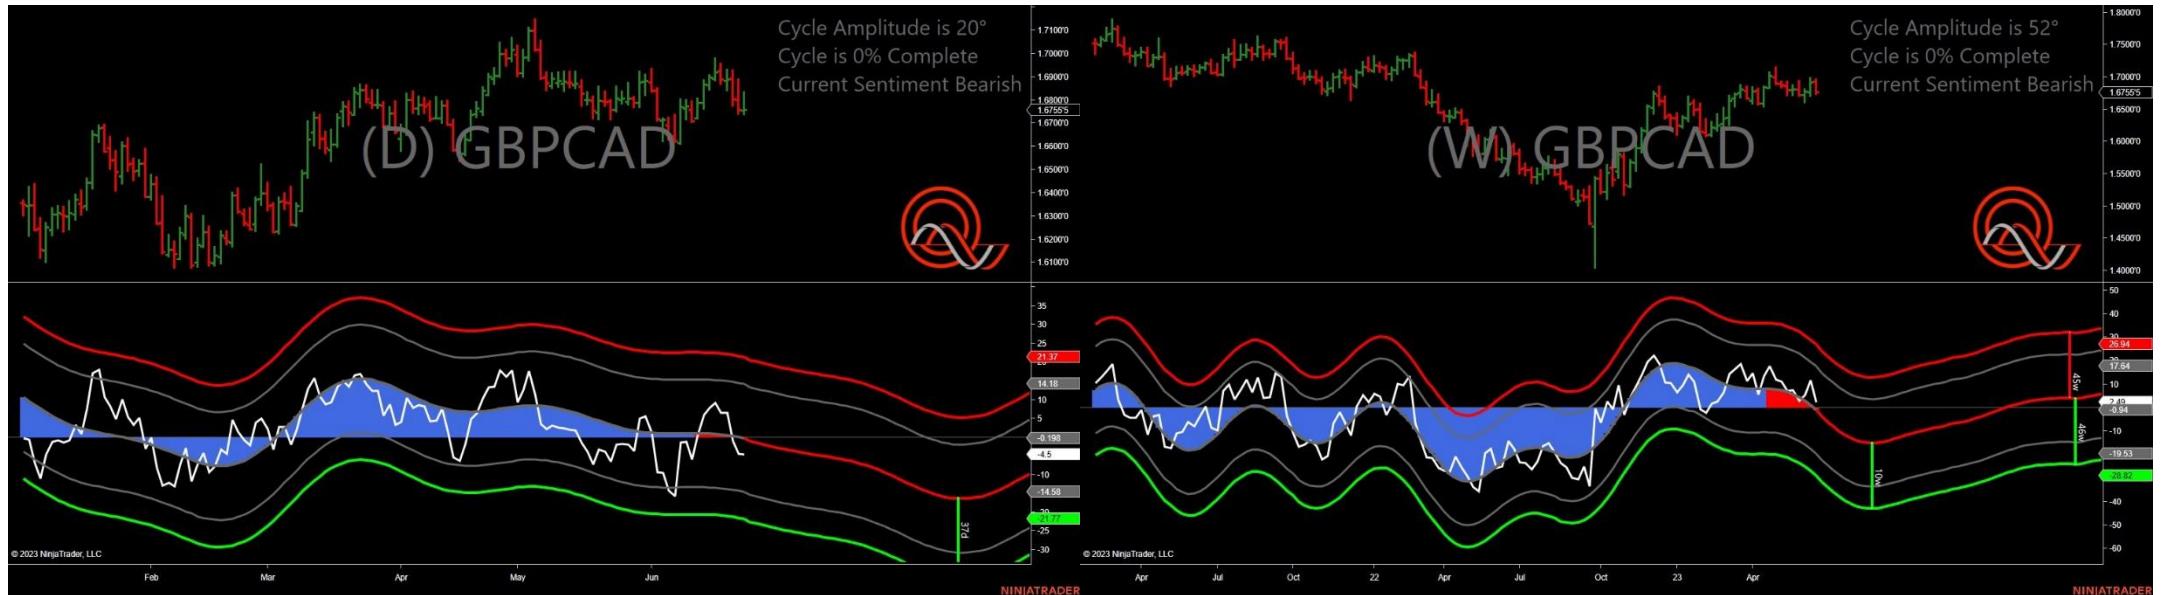 Cycle Amplitude is 20°
Cycle is 0% Complete
Current Sentiment Bearish
(D) GBPCAD
1.7100'0
1.7000'0
1.6900'0
1.6800'0
1.6755'5
1.6700'0
1.6600'0
1.6500'0
1.6400'0
1.6300'0
1.6200'0
1.6100'0
35
30
25
21.37
14.18
10
5
-0.198
-4.5
-10
-14.58
-20
-21.77
-25
-30
37d
© 2023 NinjaTrader, LLC
Feb
Mar
Apr
May
Jun
NINJATRADER
Cycle Amplitude is 52°
Cycle is 0% Complete
Current Sentiment Bearish
(W) GBPCAD
1.8000'0
1.7500'0
1.7000'0
1.6755'5
1.6500'0
1.6000'0
1.5500'0
1.5000'0
1.4500'0
1.4000'0
50
40
30
26.94
17.64
10
2.49
-0.94
-10
-19.53
-28.82
-40
-50
-60
10w
45w
46w
© 2023 NinjaTrader, LLC
Apr
Jul
Oct
22
Apr
Jul
Oct
23
Apr
NINJATRADER